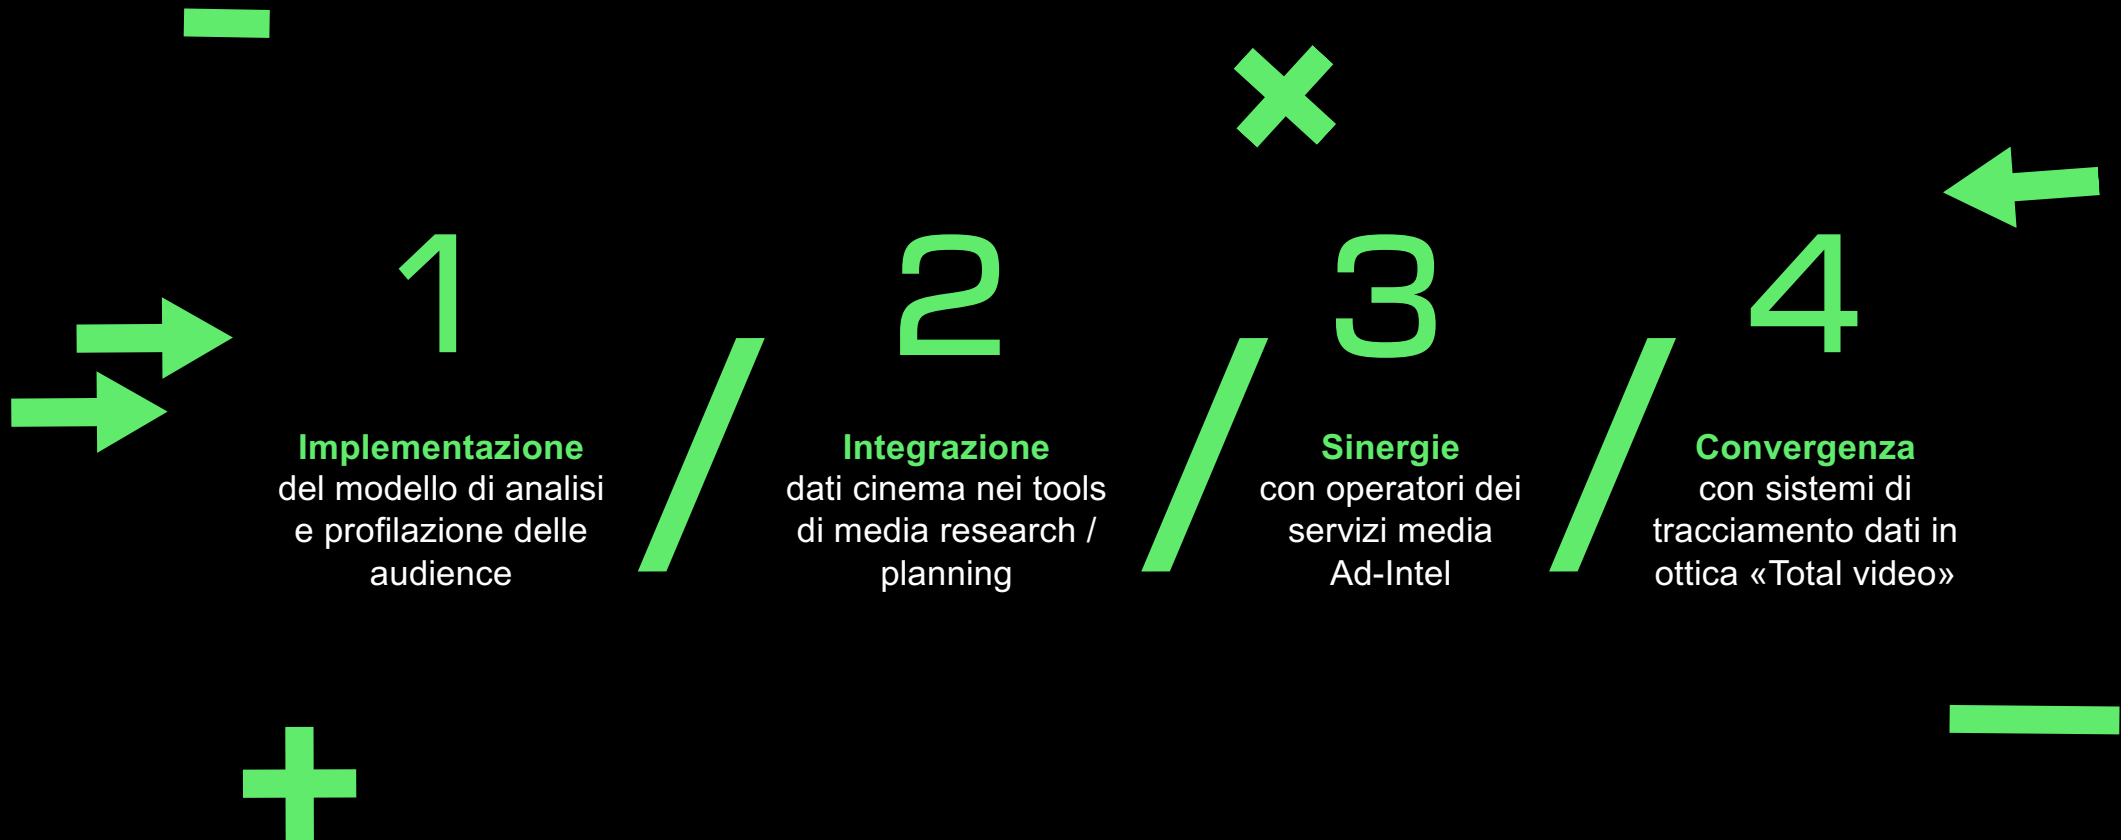 1
Implementazione
del modello di analisi
e profilazione delle
audience
2
Integrazione
dati cinema nei tools
di media research /
planning
3
Sinergie
con operatori dei
servizi media
Ad-Intel
4
Convergenza
con sistemi di
tracciamento dati in
ottica «Total video»